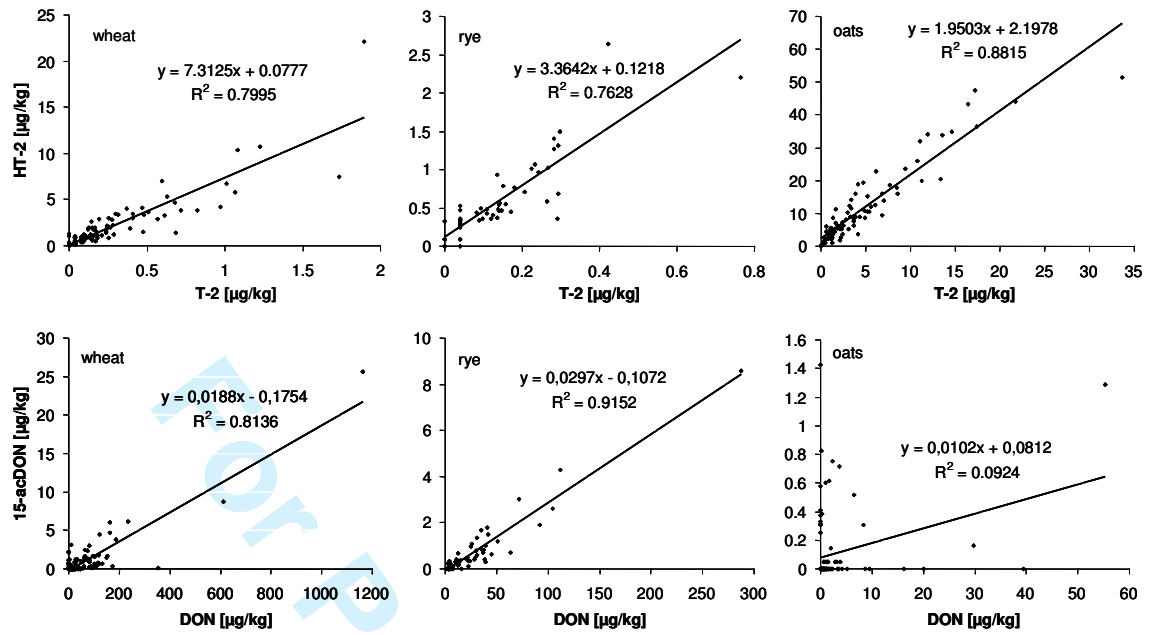 25
20
15
10
5
0
HT-2 [µg/kg]
wheat
y = 7.3125x + 0.0777
R2 = 0.7995
0 0.5 1 1.5 2
T-2 [µg/kg]
3
2.5
2
1.5
1
0.5
0
rye
y = 3.3642x + 0.1218
R2 = 0.7628
0 0.2 0.4 0.6 0.8
T-2 [µg/kg]
70
60
50
40
30
20
10
0
oats
y = 1.9503x + 2.1978
R2 = 0.8815
0 5 10 15 20 25 30 35
T-2 [µg/kg]
30
25
20
15
10
5
0
15-acDON [µg/kg]
wheat
y = 0,0188x - 0,1754
R2 = 0.8136
0 200 400 600 800 1000 1200
DON [µg/kg]
10
8
6
4
2
0
rye
y = 0,0297x - 0,1072
R2 = 0.9152
0 50 100 150 200 250 300
DON [µg/kg]
1.6
1.4
1.2
1
0.8
0.6
0.4
0.2
0
oats
y = 0,0102x + 0,0812
R2 = 0.0924
0 10 20 30 40 50 60
DON [µg/kg]
For P